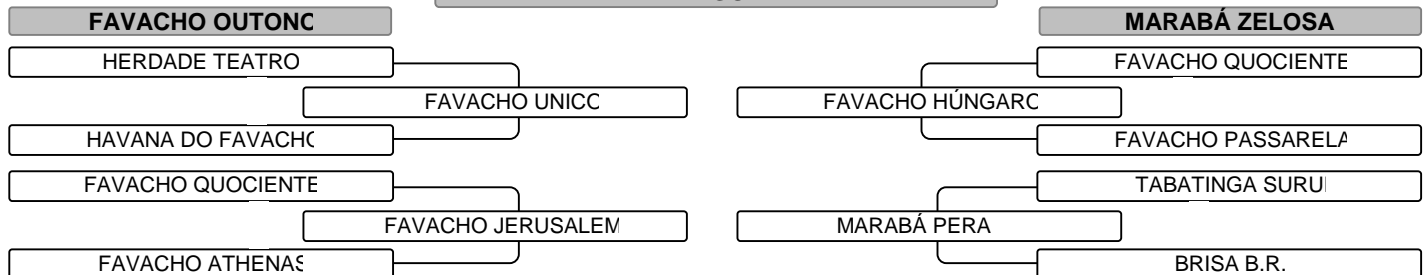 FAVACHO OUTONO
MARABÁ ZELOSA
HERDADE TEATRO
FAVACHO QUOCIENTE
FAVACHO UNICO
FAVACHO HÚNGARO
HAVANA DO FAVACHO
FAVACHO PASSARELA
FAVACHO QUOCIENTE
TABATINGA SURUI
FAVACHO JERUSALEM
MARABÁ PERA
FAVACHO ATHENAS
BRISA B.R.